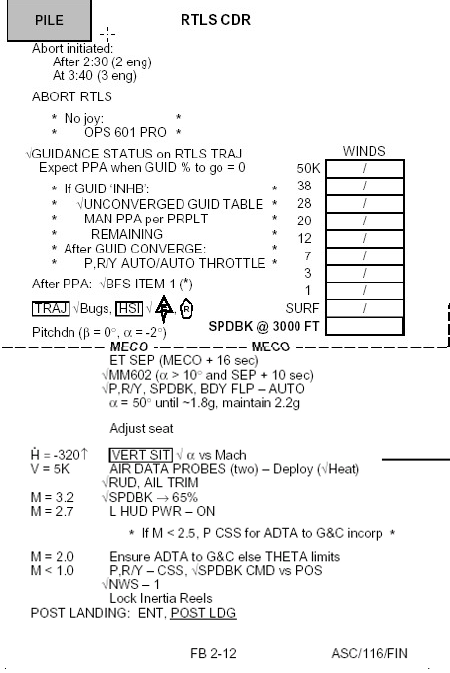 PILE
RTLS CDR
Abort initiated:
After 2:30 (2 eng)
At 3:40 (3 eng)
ABORT RTLS
* No joy: *
* OPS 601 PRO *
√GUIDANCE STATUS on RTLS TRAJ
Expect PPA when GUID % to go = 0
* If GUID 'INHB': *
* √UNCONVERGED GUID TABLE *
* MAN PPA per PRPLT *
* REMAINING *
* After GUID CONVERGE: *
* P,R/Y AUTO/AUTO THROTTLE *
After PPA: √BFS ITEM 1 (*)
TRAJ √Bugs, HSI √ , R
Pitchdn (β = 0°, α = -2°)
WINDS
50K /
38 /
28 /
20 /
12 /
7 /
3 /
1 /
SURF /
SPDBK @ 3000 FT
MECO MECO
ET SEP (MECO + 16 sec)
√MM602 (α > 10° and SEP + 10 sec)
√P,R/Y, SPDBK, BDY FLP – AUTO
α = 50° until ~1.8g, maintain 2.2g
Adjust seat
Ḣ = -320↑ VERT SIT √ α vs Mach
V = 5K AIR DATA PROBES (two) – Deploy (√Heat)
√RUD, AIL TRIM
M = 3.2 √SPDBK → 65%
M = 2.7 L HUD PWR – ON
* If M < 2.5, P CSS for ADTA to G&C incorp *
M = 2.0 Ensure ADTA to G&C else THETA limits
M < 1.0 P,R/Y – CSS, √SPDBK CMD vs POS
√NWS – 1
Lock Inertia Reels
POST LANDING: ENT, POST LDG
FB 2-12 ASC/116/FIN